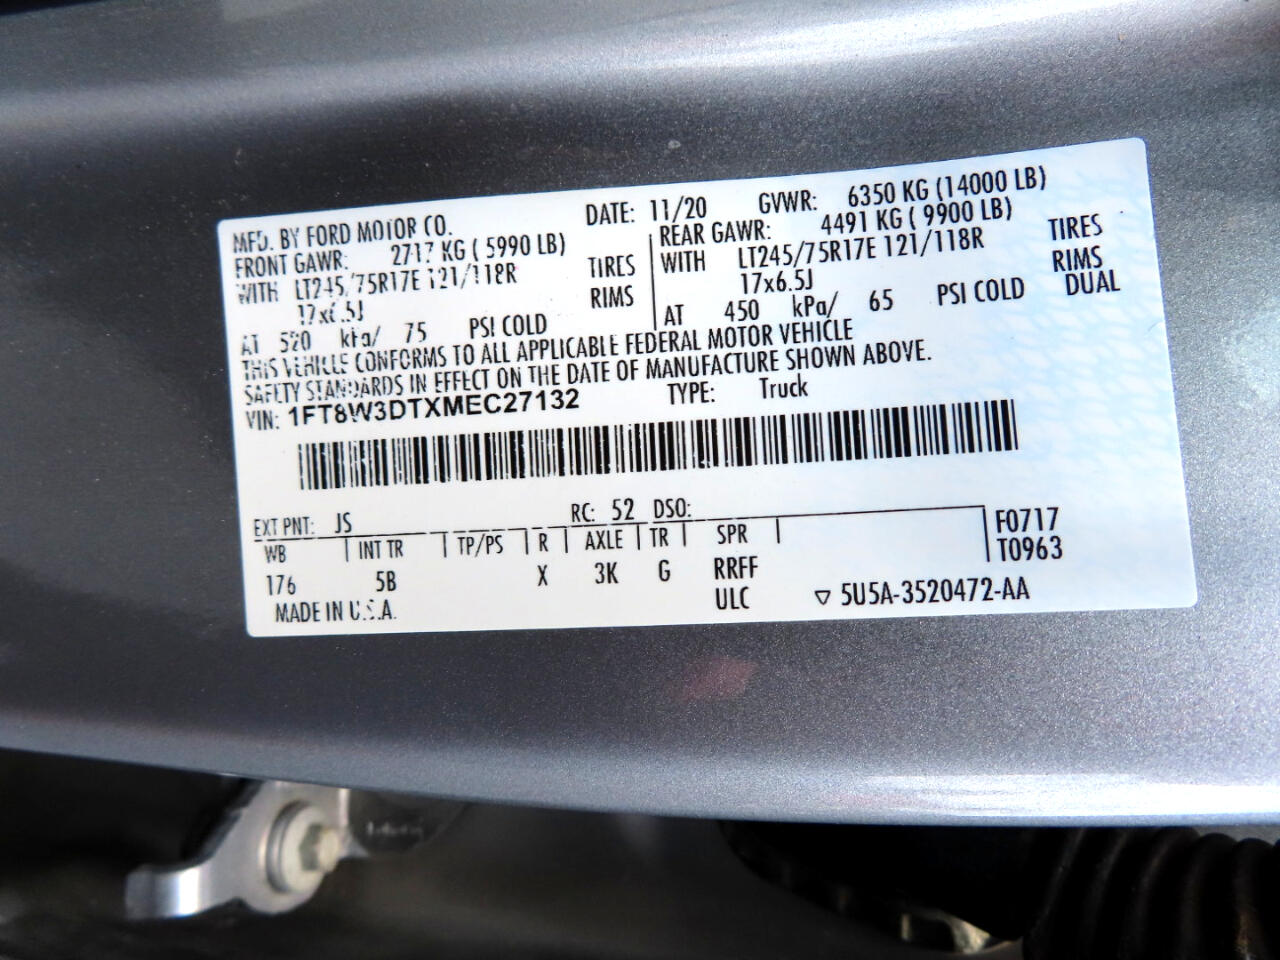 MFD. BY FORD MOTOR CO. DATE: 11/20 GVWR: 6350 KG (14000 LB)
FRONT GAWR: 2717 KG ( 5990 LB)
WITH LT245/75R17E 121/118R TIRES
17x6.5J RIMS
AT 520 kPa/ 75 PSI COLD
REAR GAWR: 4491 KG ( 9900 LB)
WITH LT245/75R17E 121/118R TIRES
17x6.5J RIMS
AT 450 kPa/ 65 PSI COLD DUAL
THIS VEHICLE CONFORMS TO ALL APPLICABLE FEDERAL MOTOR VEHICLE
SAFETY STANDARDS IN EFFECT ON THE DATE OF MANUFACTURE SHOWN ABOVE.
VIN: 1FT8W3DTXMEC27132 TYPE: Truck
EXT PNT: JS RC: 52 DSO:
WB INT TR TP/PS R AXLE TR SPR F0717
T0963
176 5B X 3K G RRFF
MADE IN U.S.A. ULC ▽ 5U5A-3520472-AA